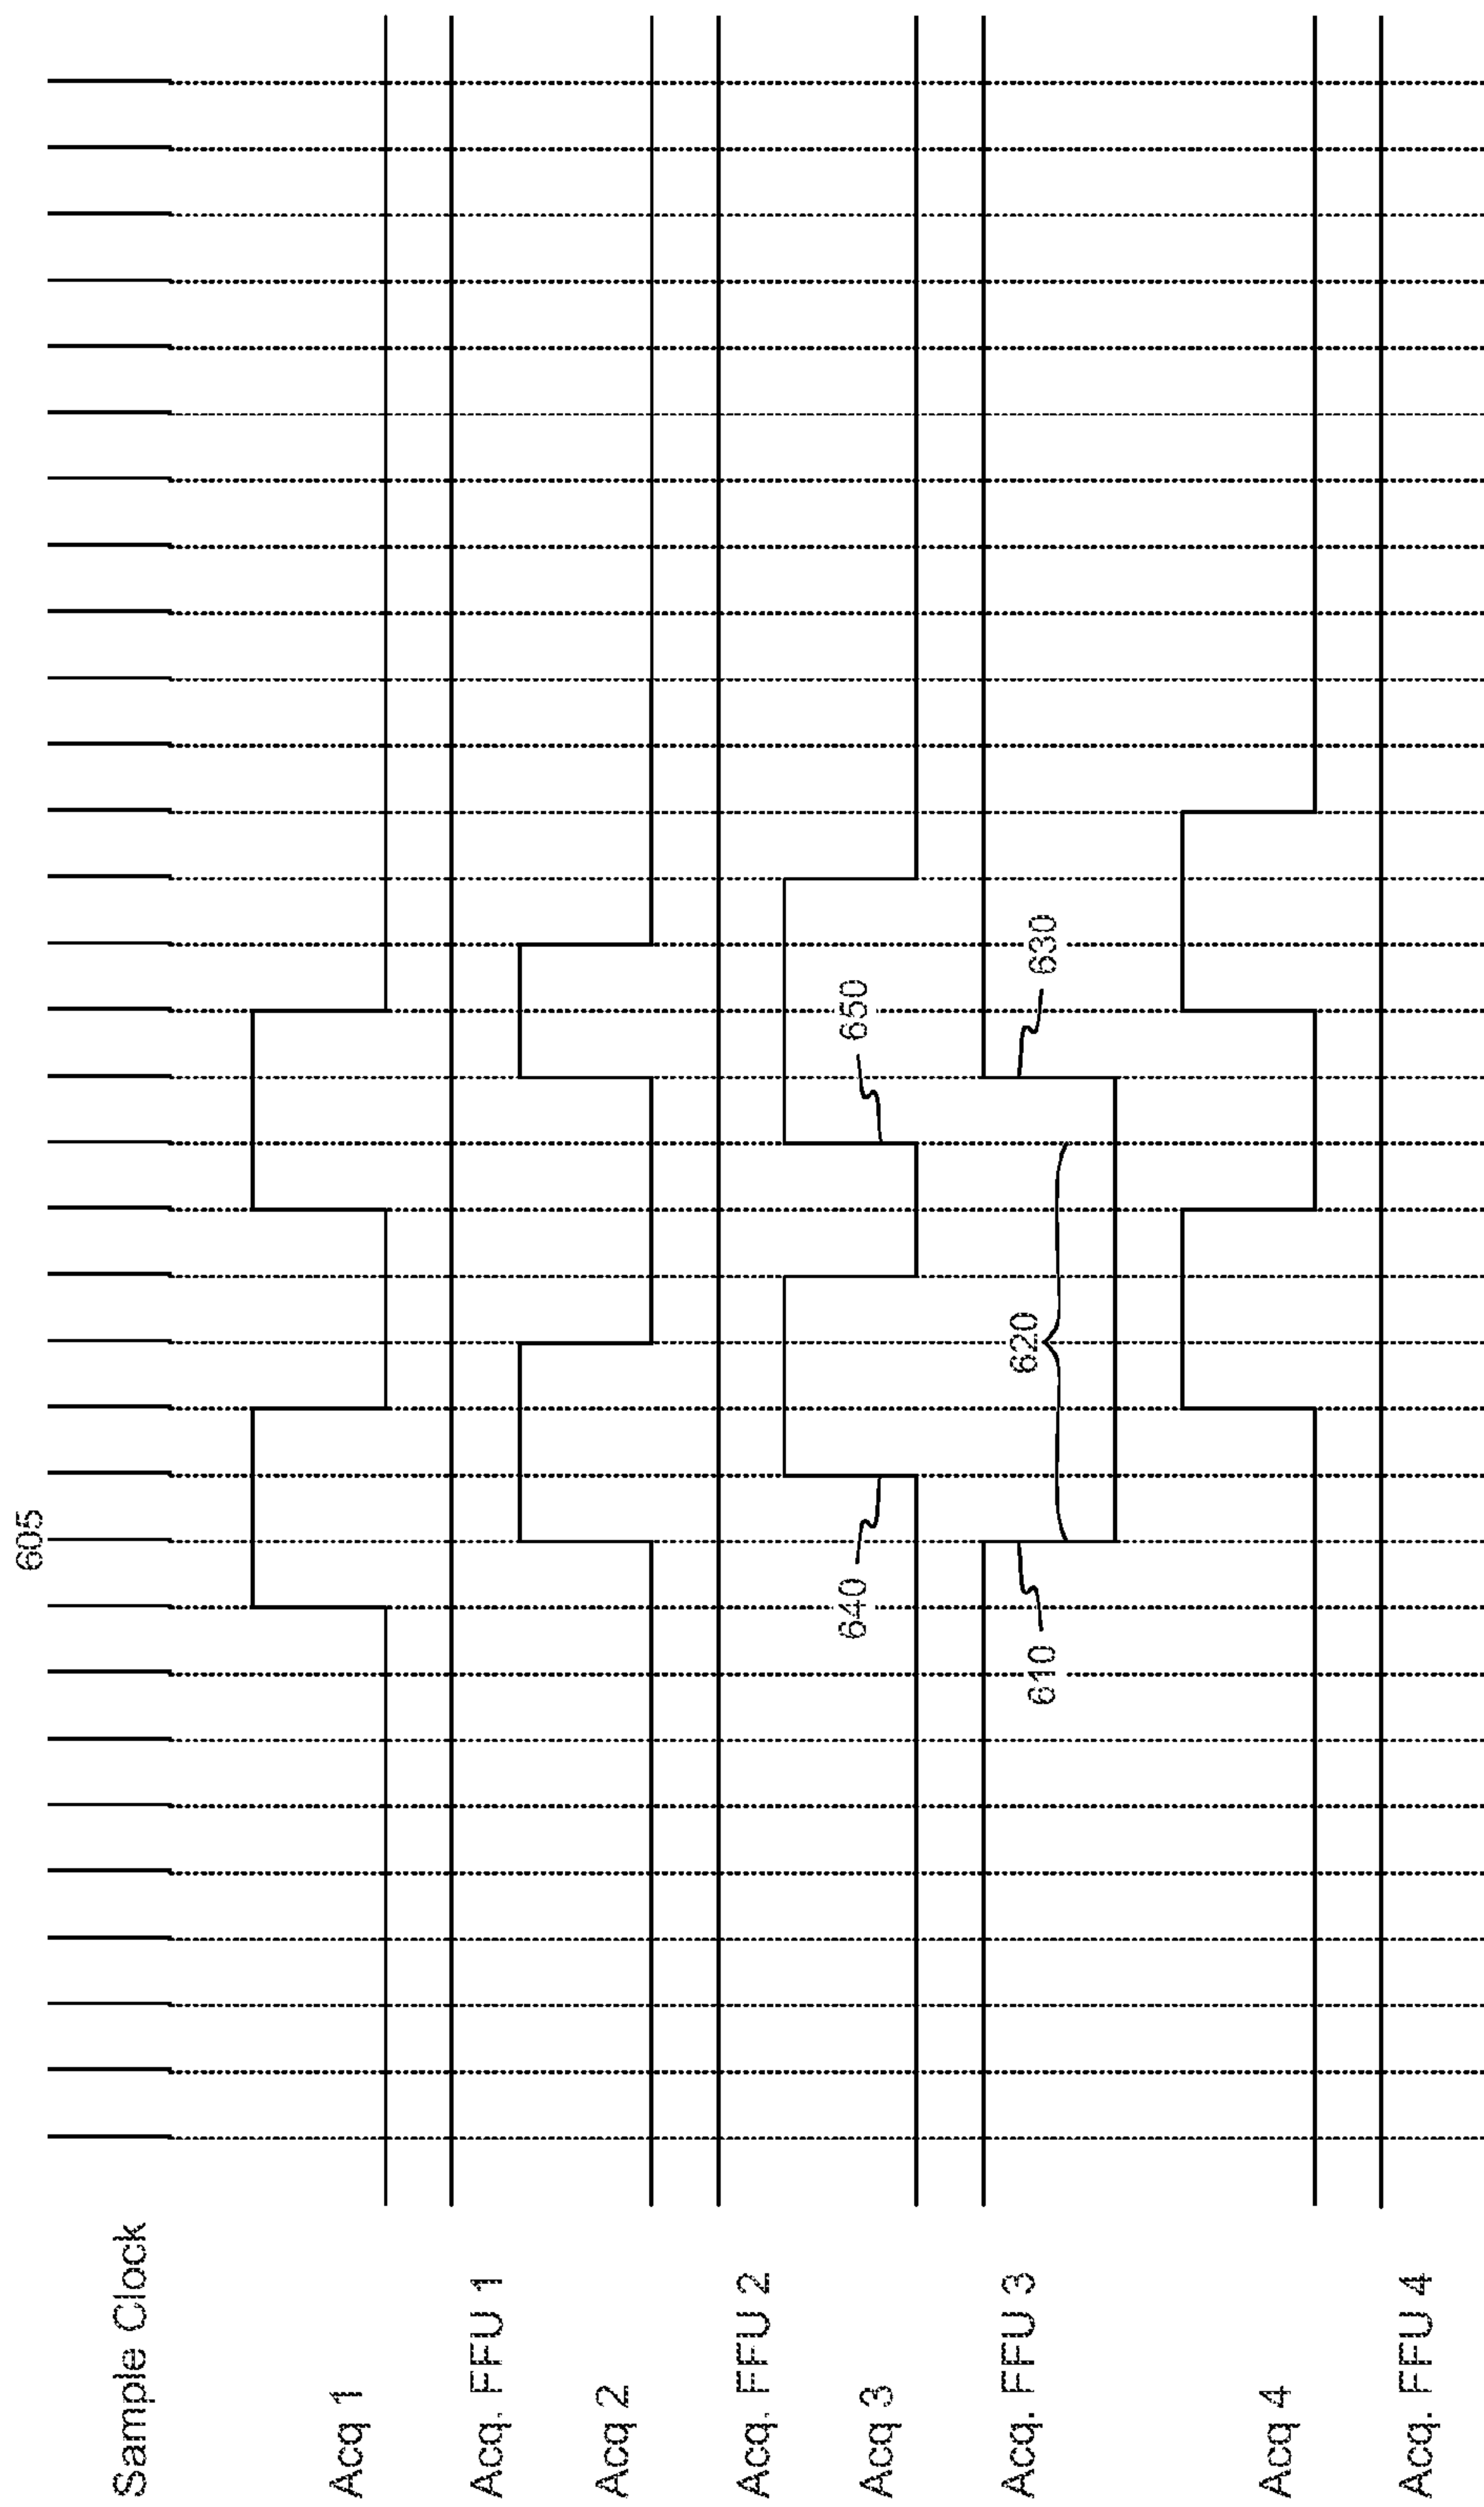 605
Sample Clock
Acq 1
Acq. FFU 1
Acq 2
Acq. FFU 2
640
650
Acq 3
610
620
630
Acq. FFU 3
Acq 4
Acq. FFU 4